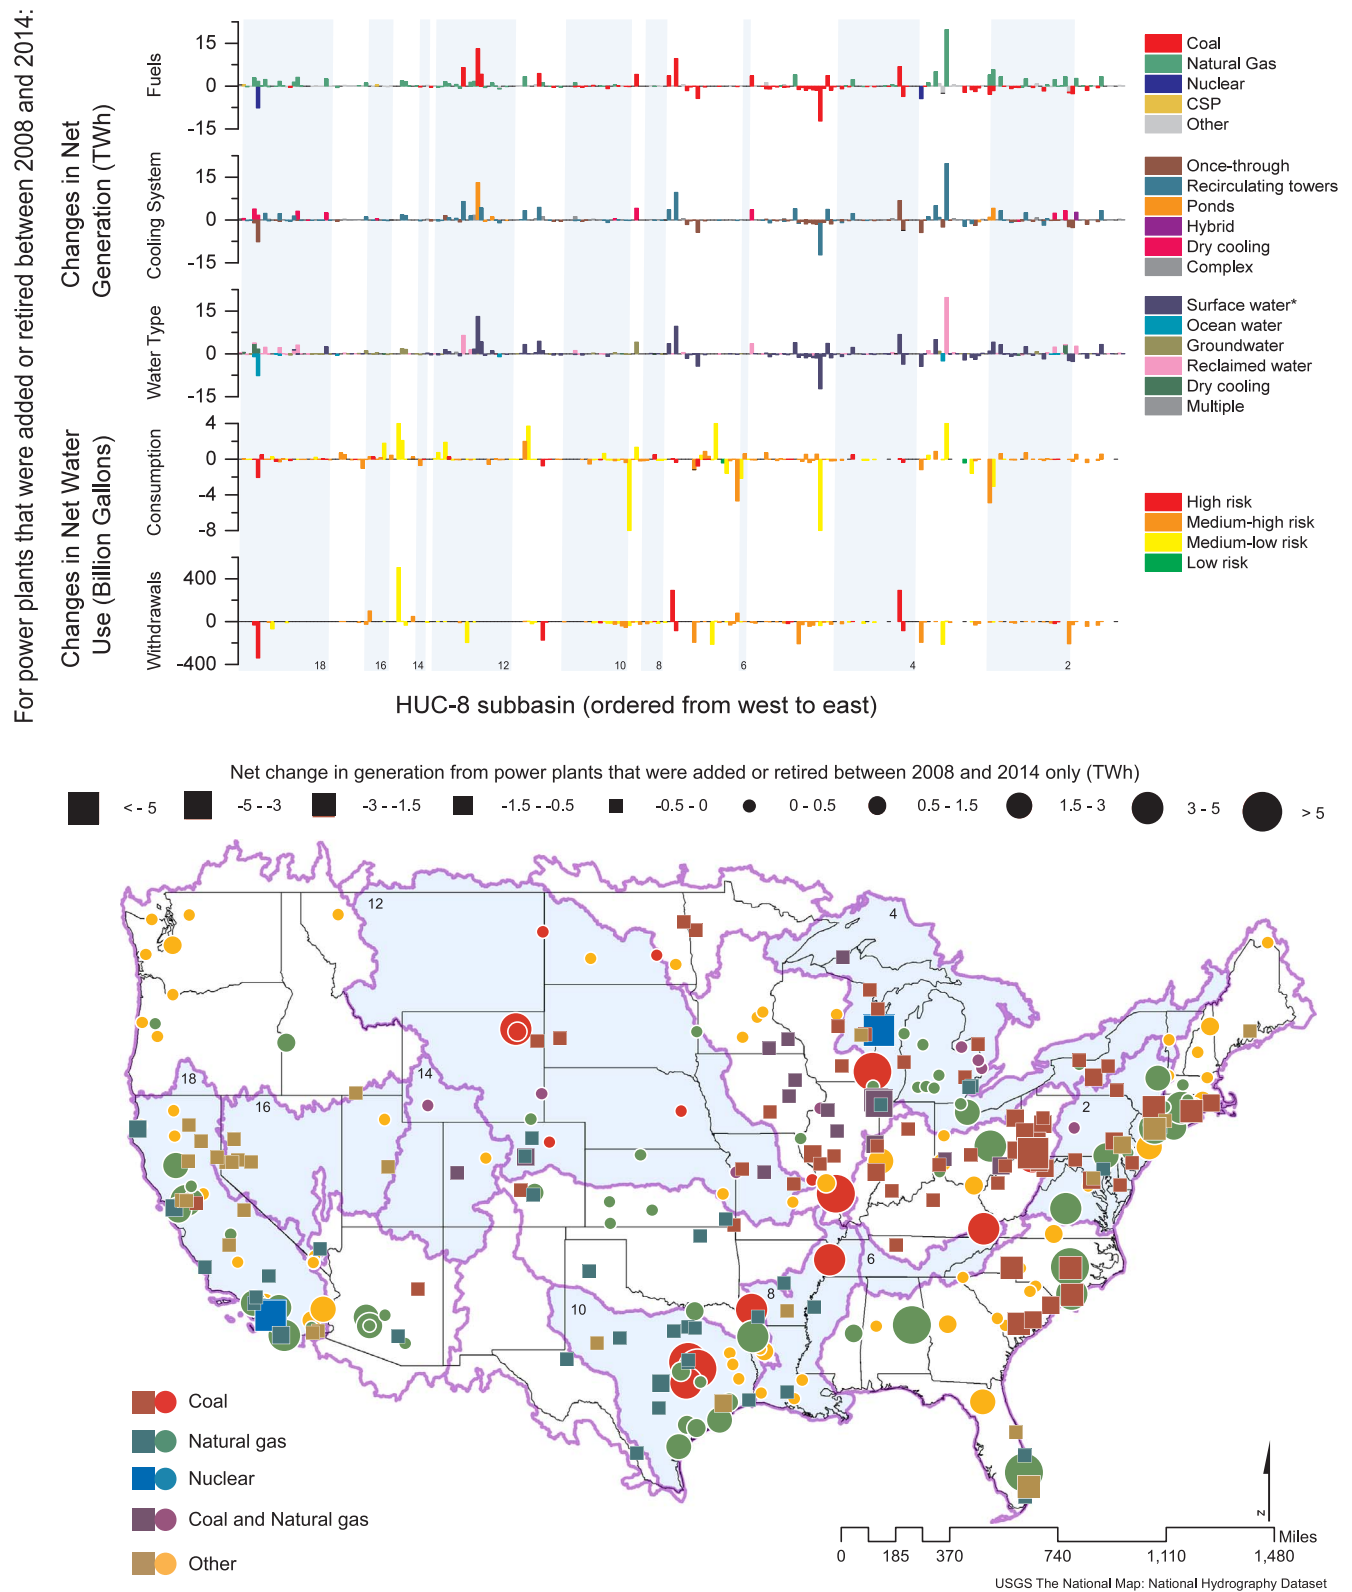 For power plants that were added or retired between 2008 and 2014:
Changes in Net
Generation (TWh)
Fuels
15
0
-15
Coal
Natural Gas
Nuclear
CSP
Other
Cooling System
15
0
-15
Once-through
Recirculating towers
Ponds
Hybrid
Dry cooling
Complex
Water Type
15
0
-15
Surface water*
Ocean water
Groundwater
Reclaimed water
Dry cooling
Multiple
Changes in Net Water
Use (Billion Gallons)
Consumption
4
0
-4
-8
High risk
Medium-high risk
Medium-low risk
Low risk
Withdrawals
400
0
-400
18 16 14 12 10 8 6 4 2
HUC-8 subbasin (ordered from west to east)
Net change in generation from power plants that were added or retired between 2008 and 2014 only (TWh)
< - 5 -5 - -3 -3 - -1.5 -1.5 - -0.5 -0.5 - 0 0 - 0.5 0.5 - 1.5 1.5 - 3 3 - 5 > 5
12
4
14
18
16
2
6
8
10
Coal
Natural gas
Nuclear
Coal and Natural gas
Other
N
Miles
0 185 370 740 1,110 1,480
USGS The National Map: National Hydrography Dataset